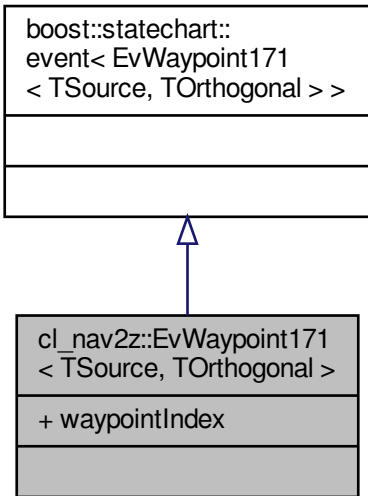 boost::statechart::
event< EvWaypoint171
< TSource, TOrthogonal > >
cl_nav2z::EvWaypoint171
< TSource, TOrthogonal >
+ waypointIndex